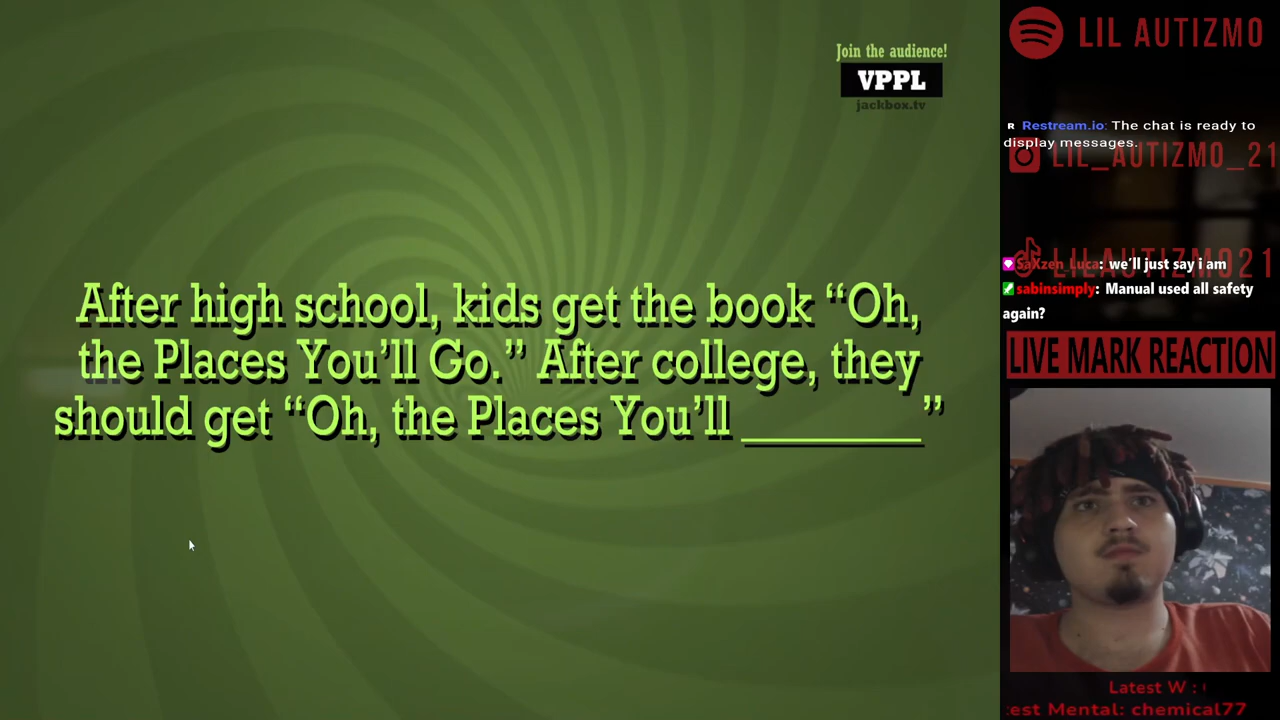 Join the audience!
VPPL
jackbox.tv
After high school, kids get the book “Oh,
the Places You’ll Go.” After college, they
should get “Oh, the Places You’ll ________”
LIL AUTIZMO
R Restream.io: The chat is ready to
display messages.
LIL_AUTIZMO_21
LILAUTIZMO21
SaXzen_Luca: we'll just say i am
sabinsimply: Manual used all safety
again?
LIVE MARK REACTION
Latest W :
est Mental: chemical77